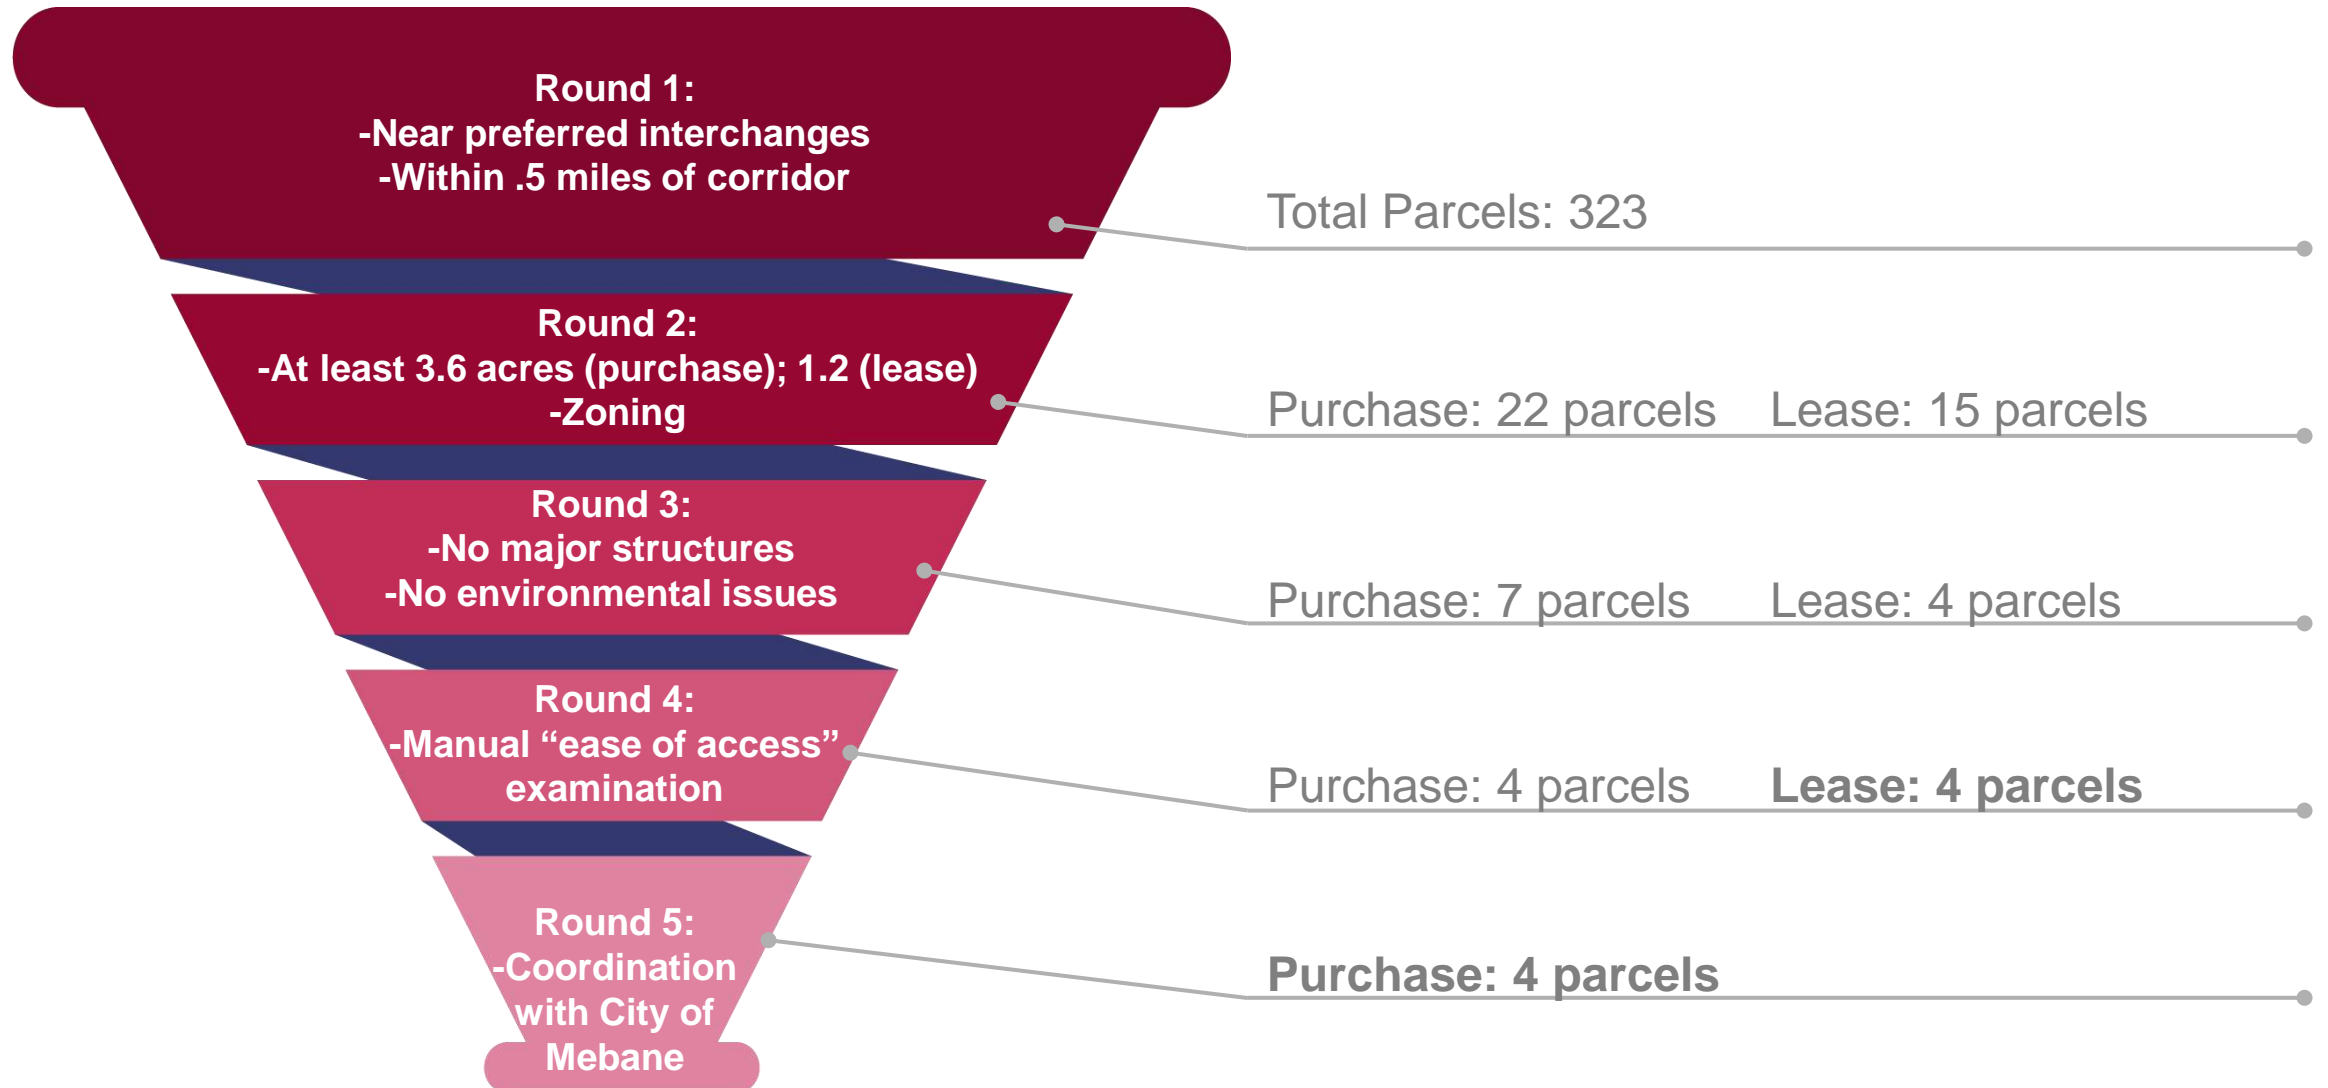 Round 1:
-Near preferred interchanges
-Within .5 miles of corridor
Total Parcels: 323
Round 2:
-At least 3.6 acres (purchase); 1.2 (lease)
-Zoning
Purchase: 22 parcels Lease: 15 parcels
Round 3:
-No major structures
-No environmental issues
Purchase: 7 parcels Lease: 4 parcels
Round 4:
-Manual “ease of access”
examination
Purchase: 4 parcels Lease: 4 parcels
Round 5:
-Coordination
with City of
Mebane
Purchase: 4 parcels